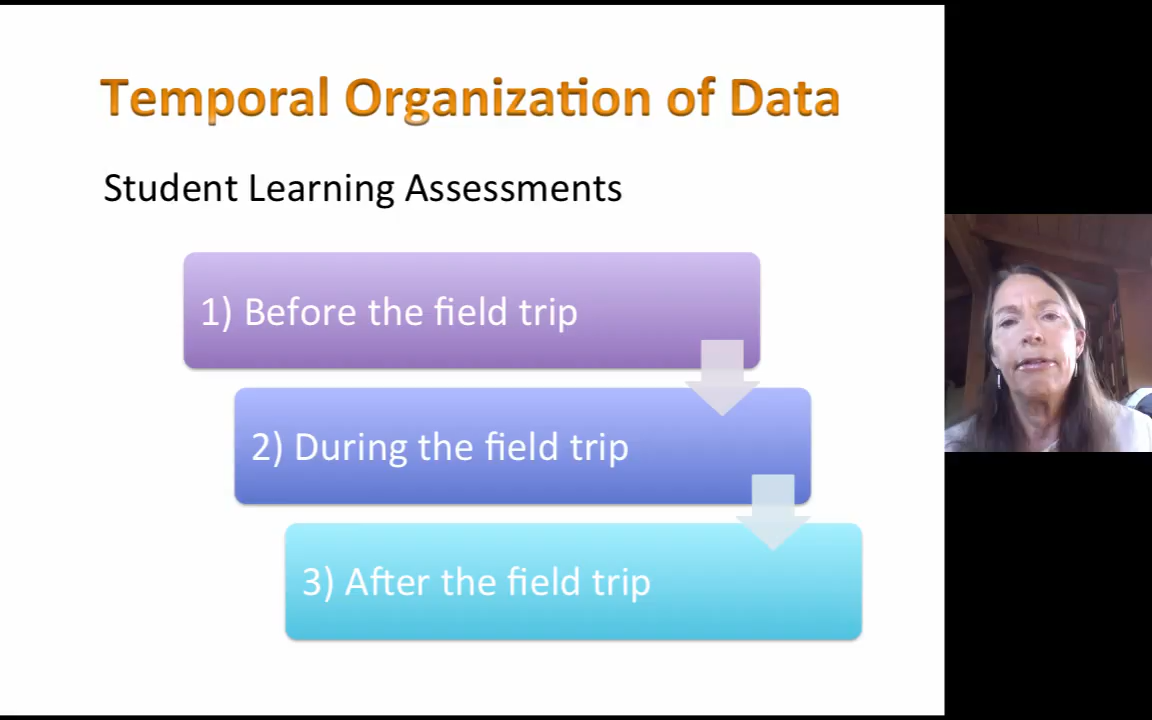 Temporal Organization of Data
Student Learning Assessments
1) Before the field trip
2) During the field trip
3) After the field trip